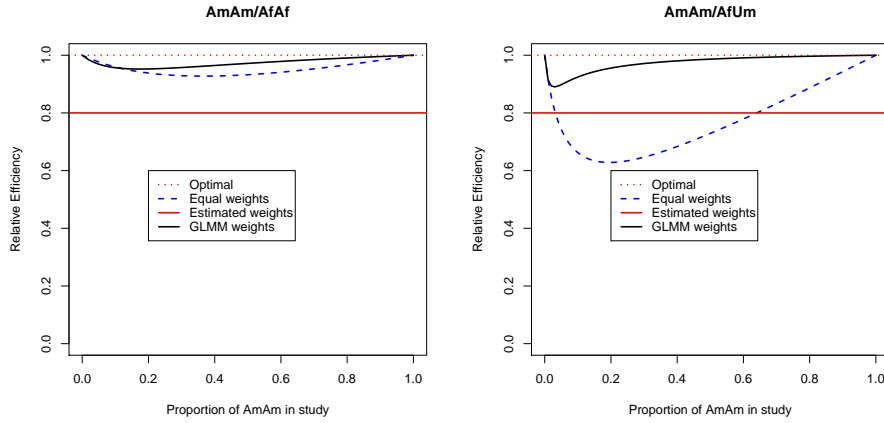 AmAm/AfAf
Relative Efficiency
1.0
0.8
0.6
0.4
0.2
0.0
Optimal
Equal weights
Estimated weights
GLMM weights
0.0 0.2 0.4 0.6 0.8 1.0
Proportion of AmAm in study
AmAm/AfUm
Relative Efficiency
1.0
0.8
0.6
0.4
0.2
0.0
Optimal
Equal weights
Estimated weights
GLMM weights
0.0 0.2 0.4 0.6 0.8 1.0
Proportion of AmAm in study